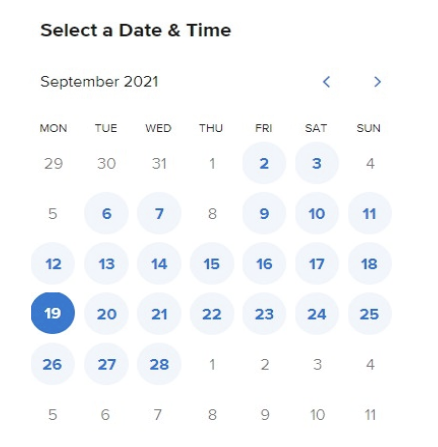 Select a Date & Time
September 2021
MON TUE WED THU FRI SAT SUN
29 30 31 1 2 3 4
5 6 7 8 9 10 11
12 13 14 15 16 17 18
19 20 21 22 23 24 25
26 27 28 1 2 3 4
5 6 7 8 9 10 11